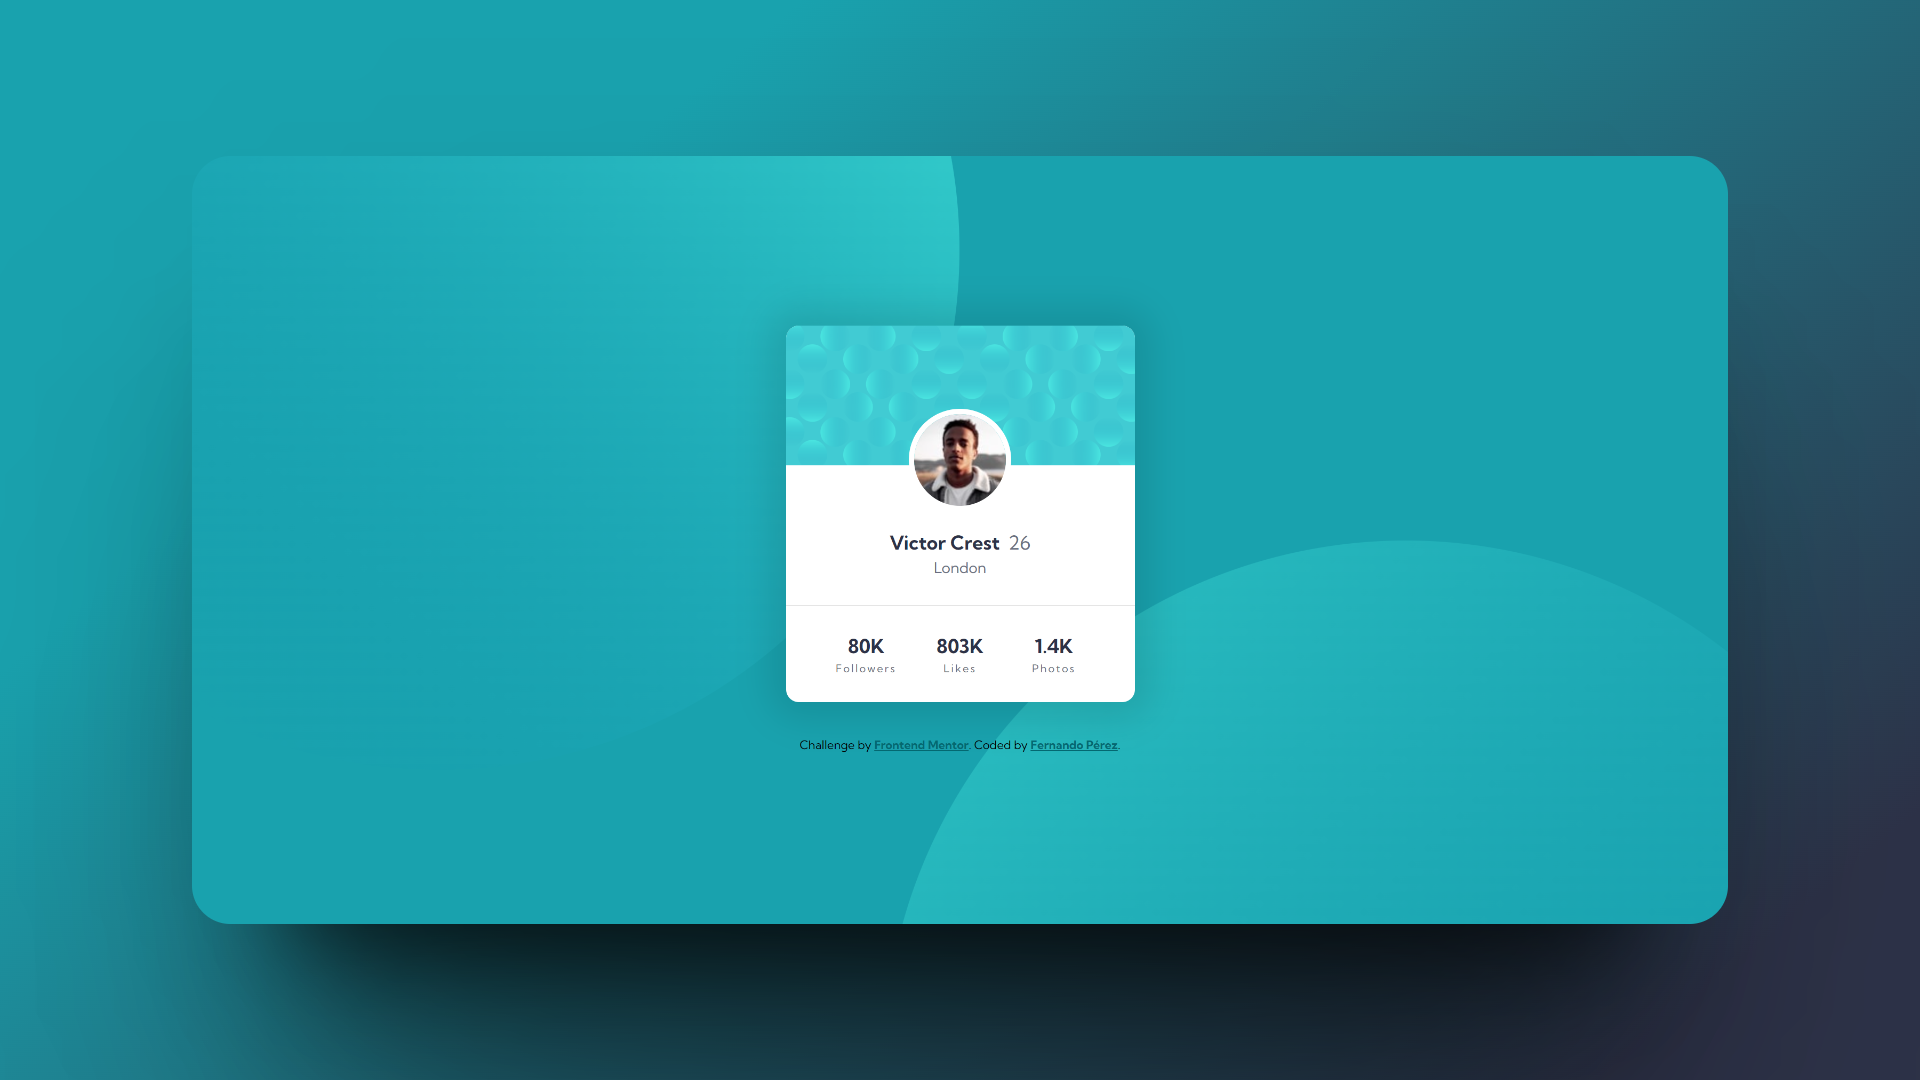 Victor Crest 26
London
80K 803K 1.4K
Followers Likes Photos
Challenge by Frontend Mentor. Coded by Fernando Pérez.